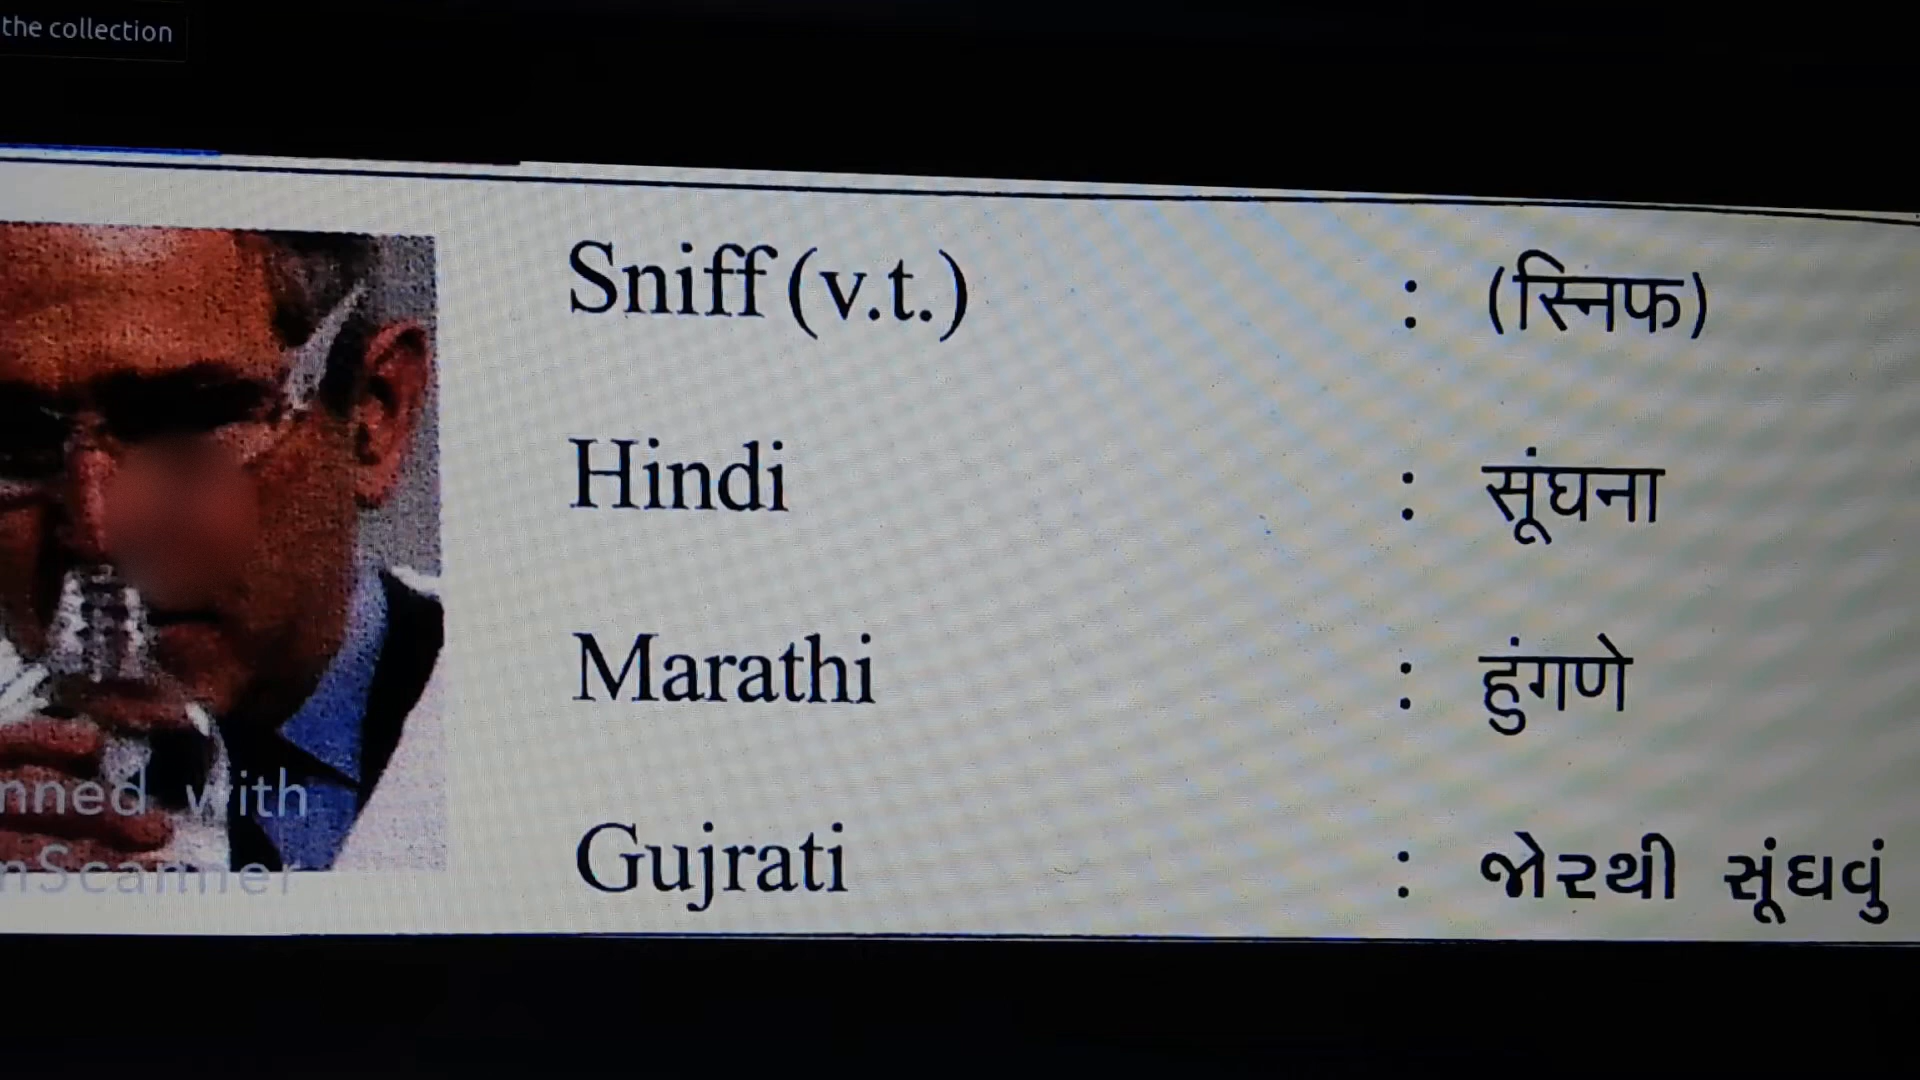 the collection
Sniff (v.t.) : (स्निफ)
Hindi : सूंघना
Marathi : हुंगणे
Gujrati : જોરથી સૂંઘવું
nned with
nScanner